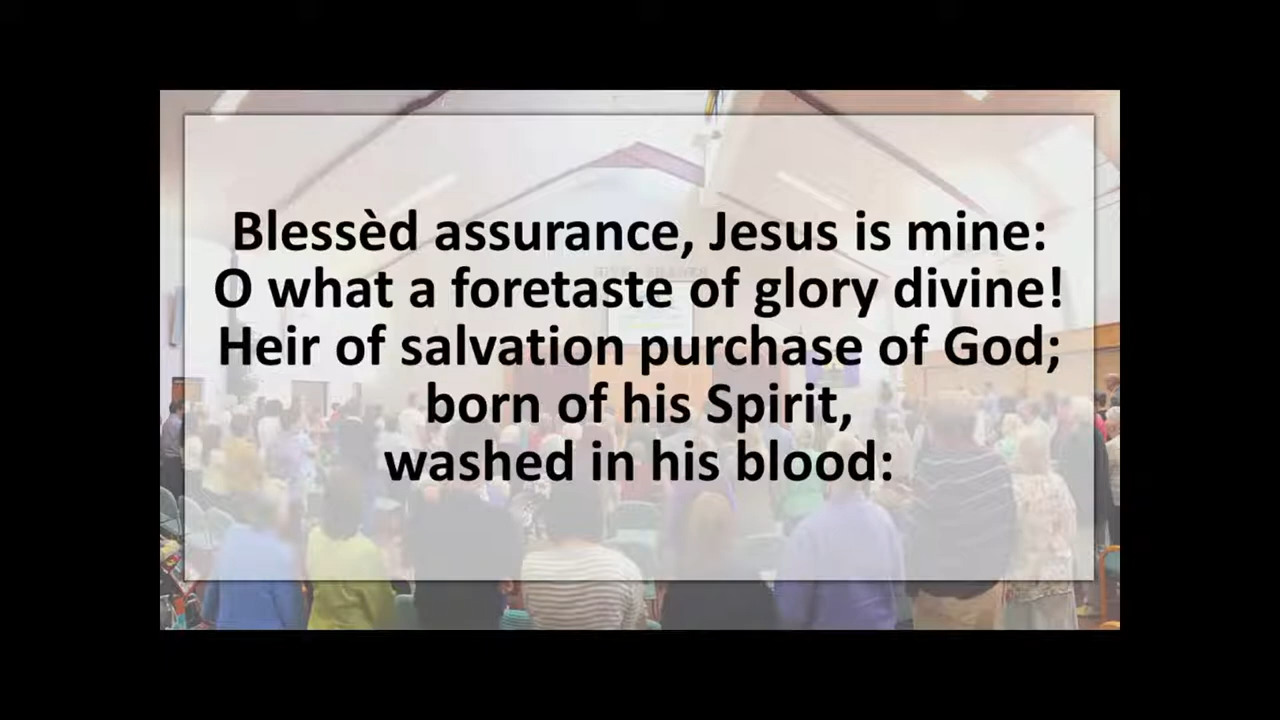 Blessèd assurance, Jesus is mine:
O what a foretaste of glory divine!
Heir of salvation purchase of God;
born of his Spirit,
washed in his blood: